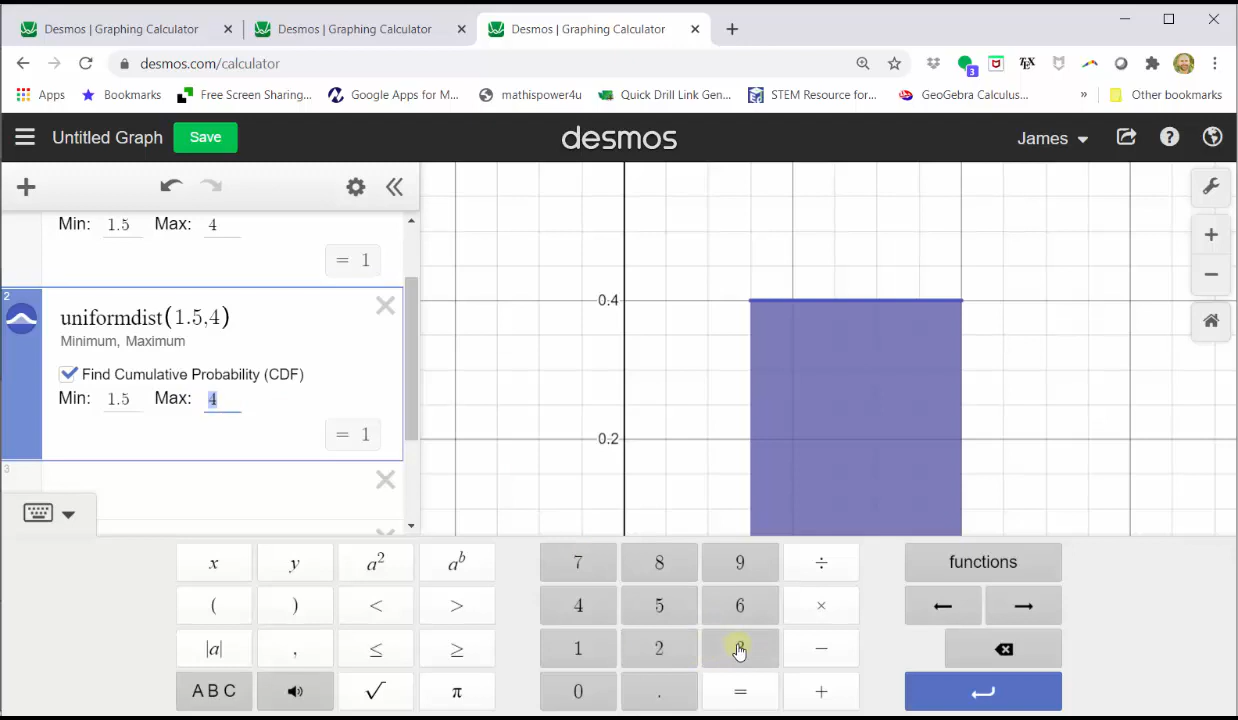 Desmos | Graphing Calculator
Desmos | Graphing Calculator
Desmos | Graphing Calculator
desmos.com/calculator
3
TEX
Apps
Bookmarks
Free Screen Sharing...
Google Apps for M...
mathispower4u
Quick Drill Link Gen...
STEM Resource for...
GeoGebra Calculus...
»
Other bookmarks
Untitled Graph
Save
desmos
James
Min: 1.5 Max: 4
= 1
2
uniformdist(1.5,4)
Minimum, Maximum
Find Cumulative Probability (CDF)
Min: 1.5 Max: 4
= 1
3
0.4
0.2
x y a² aᵇ 7 8 9 ÷ functions
( ) < > 4 5 6 × ← →
|a| , ≤ ≥ 1 2 3 −
A B C √ π 0 . = +